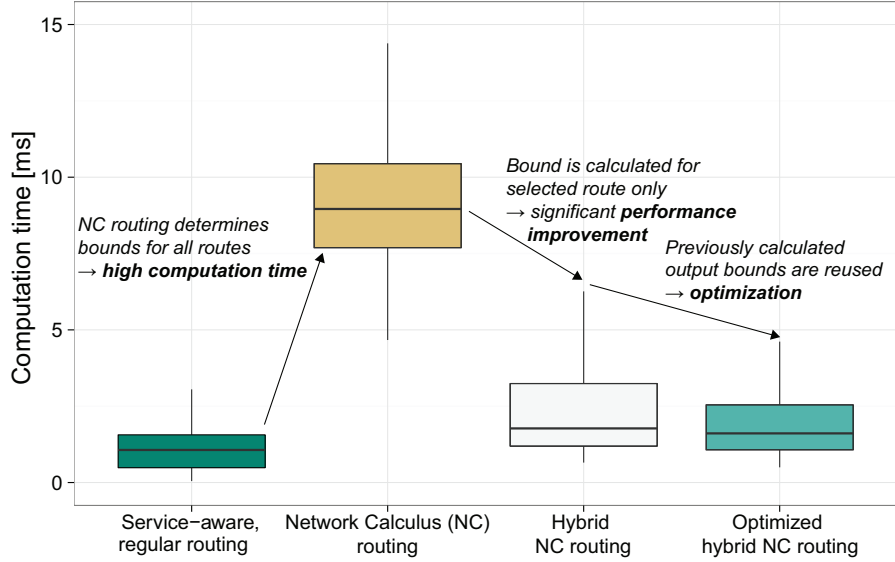 Computation time [ms]
15
10
5
0
NC routing determines
bounds for all routes
→ high computation time
Bound is calculated for
selected route only
→ significant performance
improvement
Previously calculated
output bounds are reused
→ optimization
Service−aware,
regular routing
Network Calculus (NC)
routing
Hybrid
NC routing
Optimized
hybrid NC routing